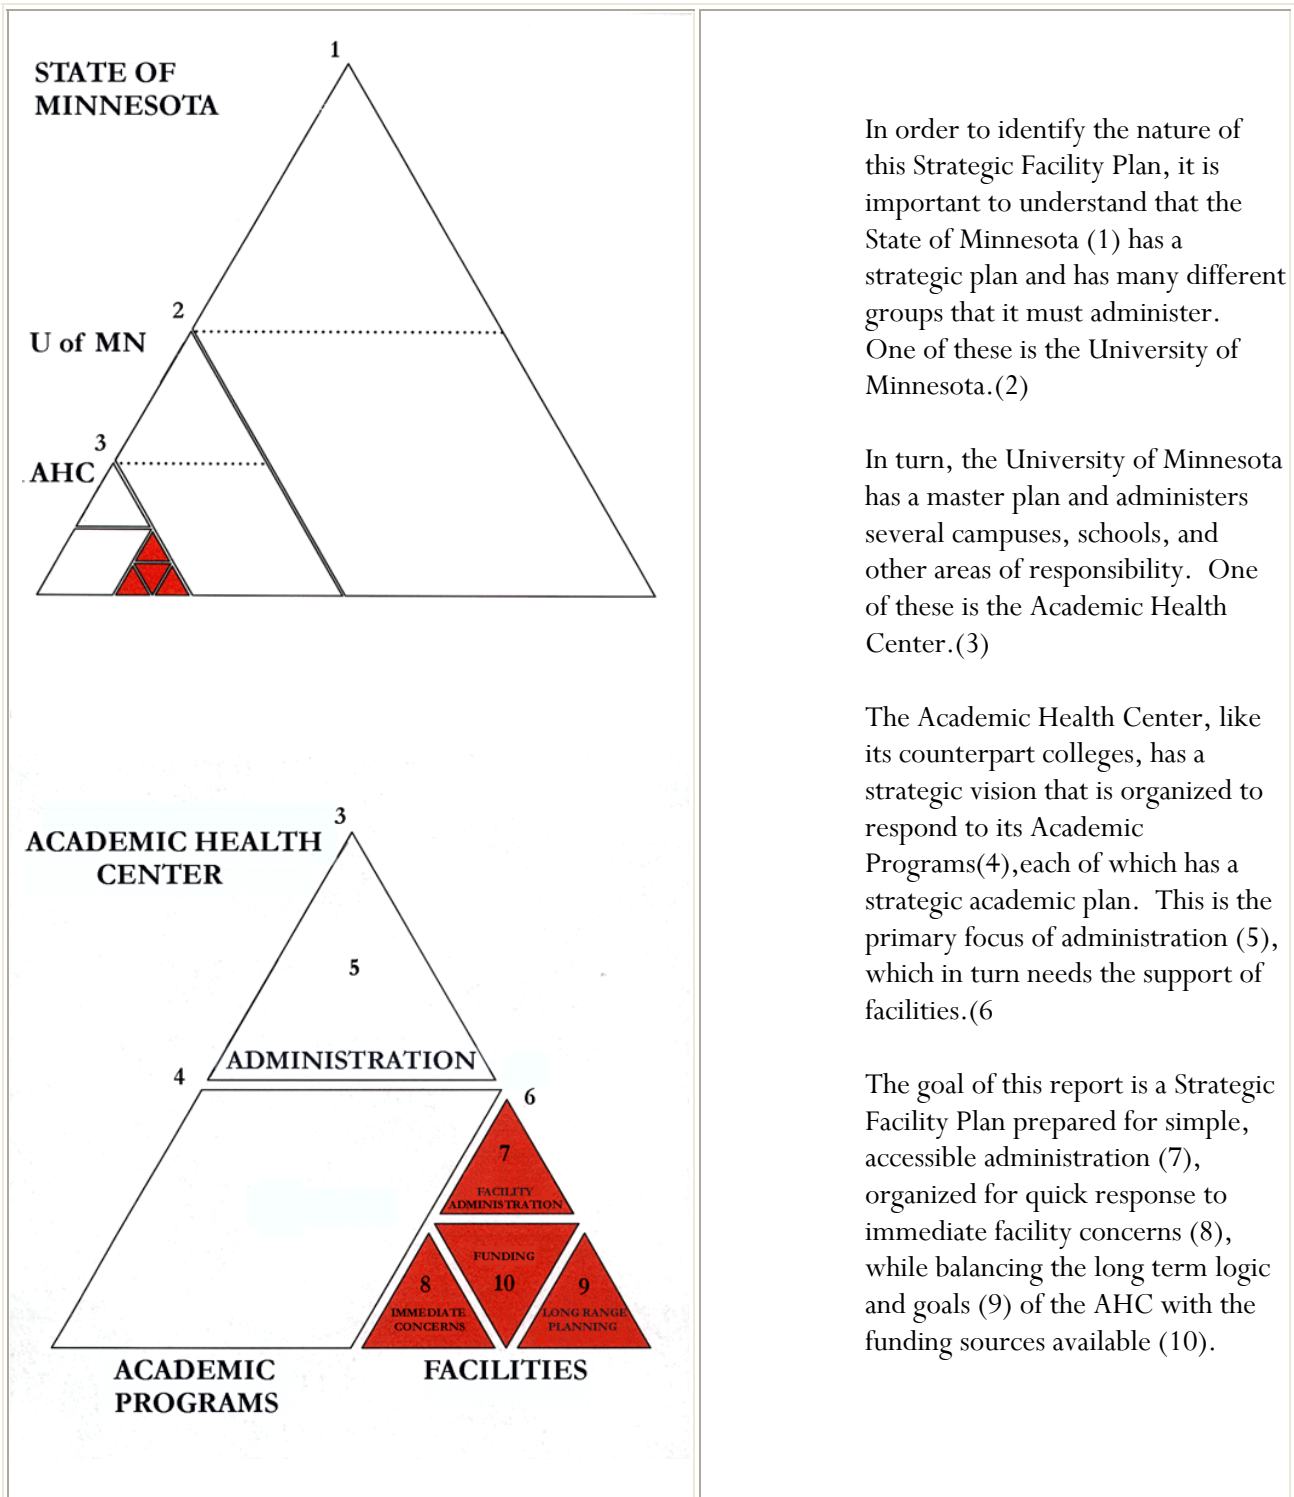 1
STATE OF
MINNESOTA
2
U of MN
3
AHC
3
ACADEMIC HEALTH
CENTER
5
ADMINISTRATION
4
6
7
FACILITY
ADMINISTRATION
FUNDING
10
8
IMMEDIATE
CONCERNS
9
LONG RANGE
PLANNING
ACADEMIC
PROGRAMS
FACILITIES
In order to identify the nature of
this Strategic Facility Plan, it is
important to understand that the
State of Minnesota (1) has a
strategic plan and has many different
groups that it must administer.
One of these is the University of
Minnesota.(2)
In turn, the University of Minnesota
has a master plan and administers
several campuses, schools, and
other areas of responsibility.  One
of these is the Academic Health
Center.(3)
The Academic Health Center, like
its counterpart colleges, has a
strategic vision that is organized to
respond to its Academic
Programs(4),each of which has a
strategic academic plan.  This is the
primary focus of administration (5),
which in turn needs the support of
facilities.(6
The goal of this report is a Strategic
Facility Plan prepared for simple,
accessible administration (7),
organized for quick response to
immediate facility concerns (8),
while balancing the long term logic
and goals (9) of the AHC with the
funding sources available (10).